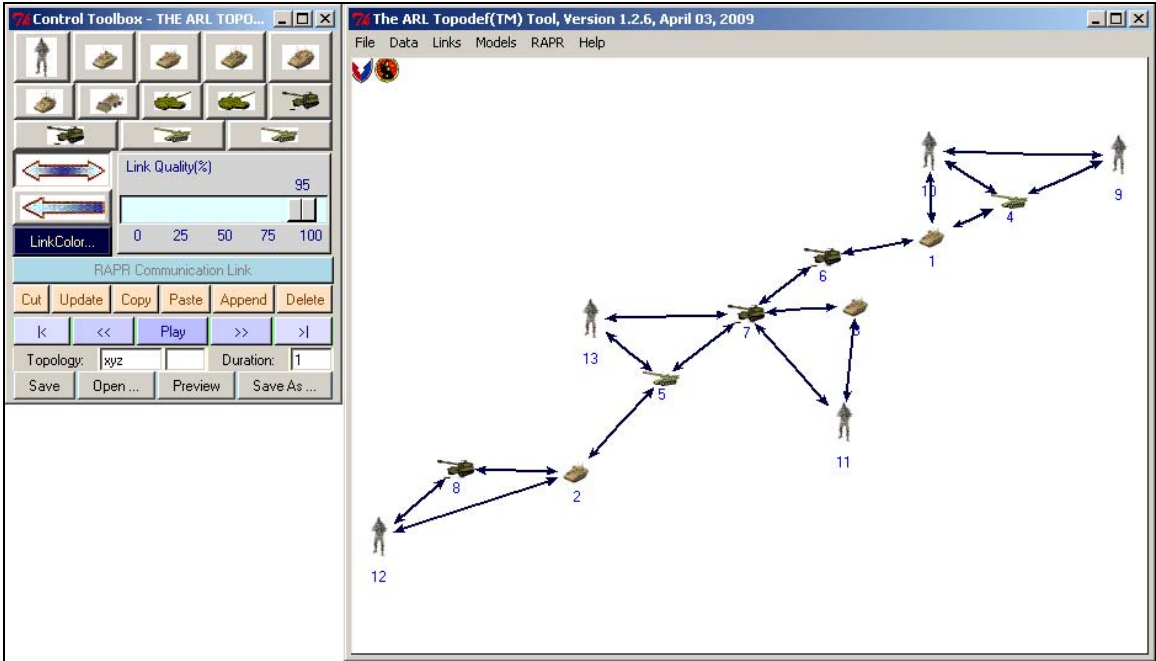 Control Toolbox - THE ARL TOPO...
Link Quality(%)
95
0 25 50 75 100
LinkColor...
RAPR Communication Link
Cut Update Copy Paste Append Delete
|< << Play >> >|
Topology: xyz Duration: 1
Save Open ... Preview Save As ...
The ARL Topodef(TM) Tool, Version 1.2.6, April 03, 2009
File Data Links Models RAPR Help
10
9
4
1
6
3
7
13
5
11
8
2
12